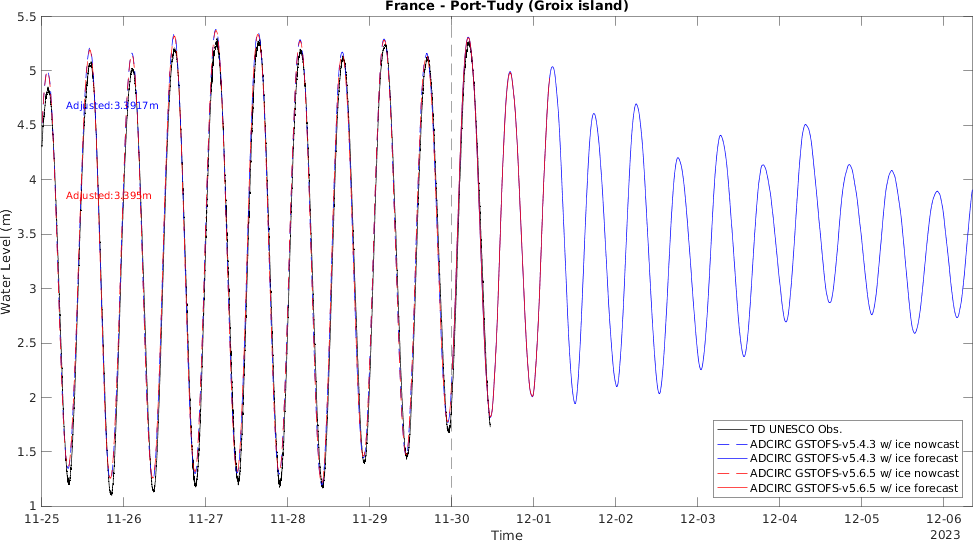 France - Port-Tudy (Groix island)
5.5
5
4.5
4
3.5
3
2.5
2
1.5
1
Water Level (m)
Adjusted:3.3917m
Adjusted:3.395m
TD UNESCO Obs.
ADCIRC GSTOFS-v5.4.3 w/ ice nowcast
ADCIRC GSTOFS-v5.4.3 w/ ice forecast
ADCIRC GSTOFS-v5.6.5 w/ ice nowcast
ADCIRC GSTOFS-v5.6.5 w/ ice forecast
11-25 11-26 11-27 11-28 11-29 11-30 12-01 12-02 12-03 12-04 12-05 12-06
Time
2023